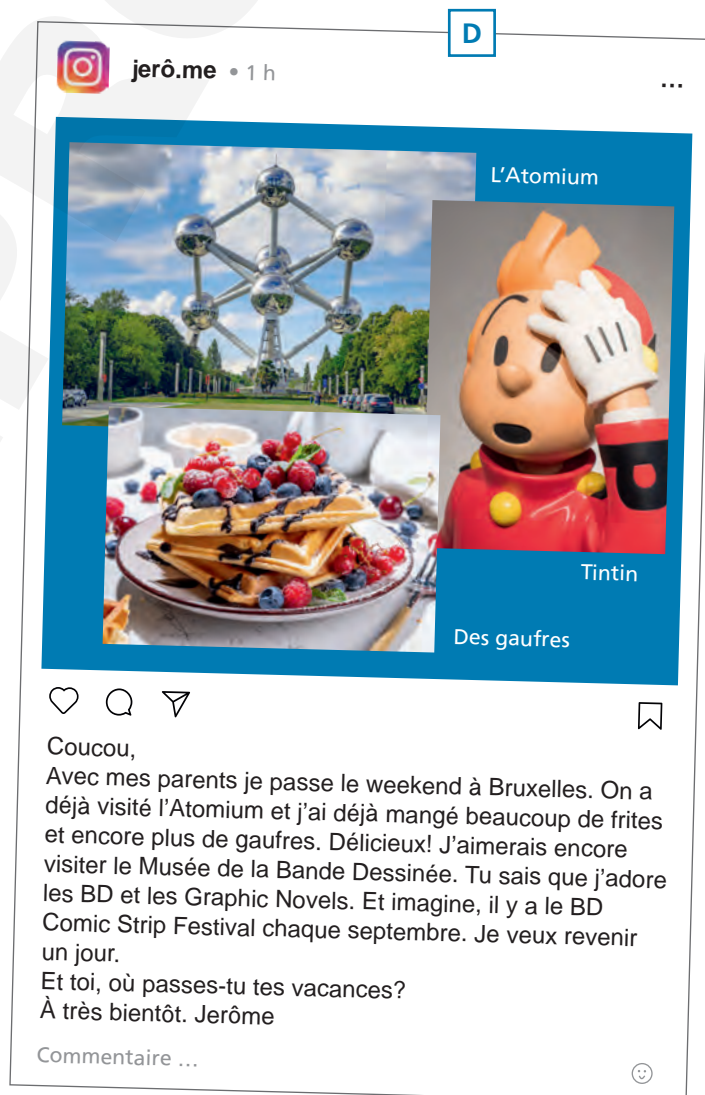 D
jerô.me • 1 h
...
L'Atomium
Tintin
Des gaufres
Coucou,
Avec mes parents je passe le weekend à Bruxelles. On a
déjà visité l'Atomium et j'ai déjà mangé beaucoup de frites
et encore plus de gaufres. Délicieux! J'aimerais encore
visiter le Musée de la Bande Dessinée. Tu sais que j'adore
les BD et les Graphic Novels. Et imagine, il y a le BD
Comic Strip Festival chaque septembre. Je veux revenir
un jour.
Et toi, où passes-tu tes vacances?
À très bientôt. Jerôme
Commentaire ...